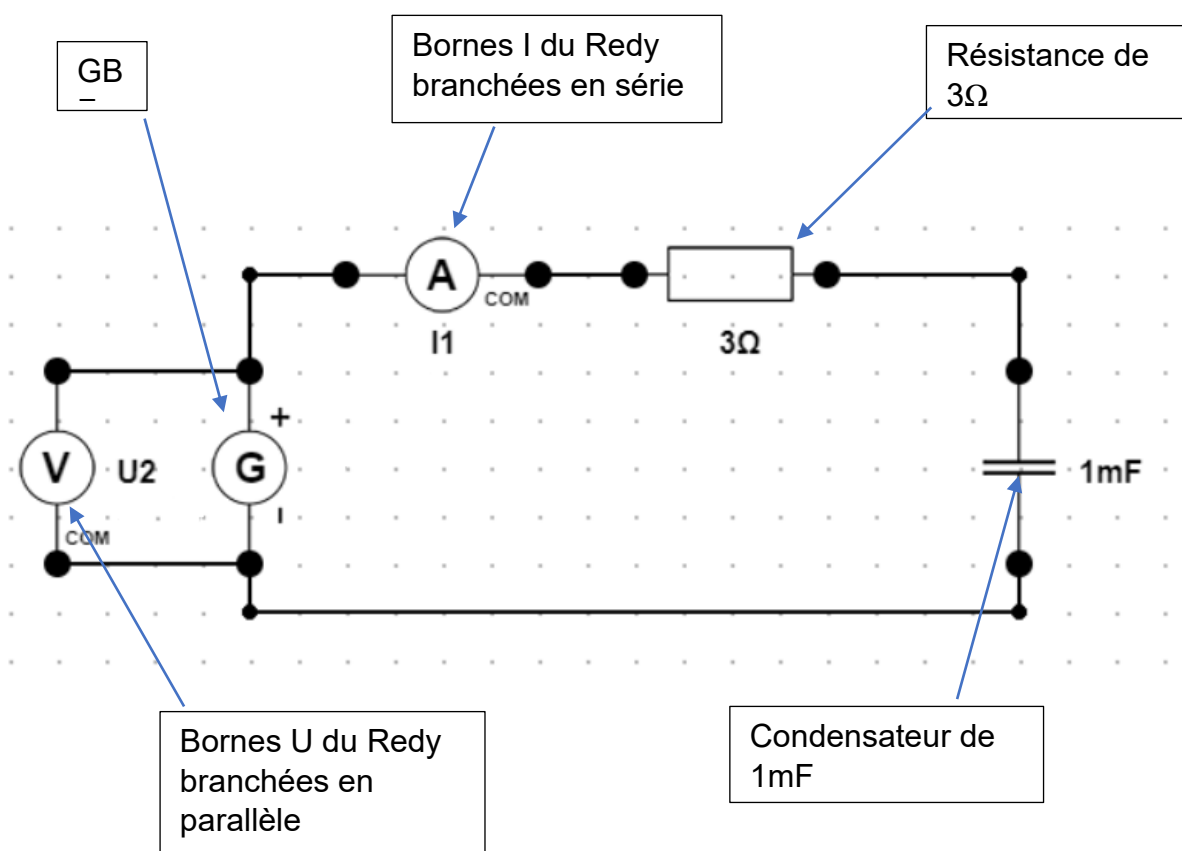 GB
Bornes I du Redy
branchées en série
Résistance de
3Ω
A
COM
I1
3Ω
V
U2
COM
+
G
-
1mF
Bornes U du Redy
branchées en
parallèle
Condensateur de
1mF